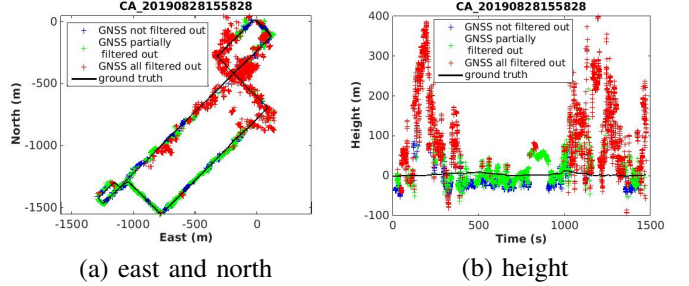 CA_20190828155828
GNSS not filtered out
GNSS partially
filtered out
GNSS all filtered out
ground truth
North (m)
0
-500
-1000
-1500
-1500 -1000 -500 0
East (m)
(a) east and north
CA_20190828155828
GNSS not filtered out
GNSS partially
filtered out
GNSS all filtered out
ground truth
Height (m)
400
300
200
100
0
-100
0 500 1000 1500
Time (s)
(b) height